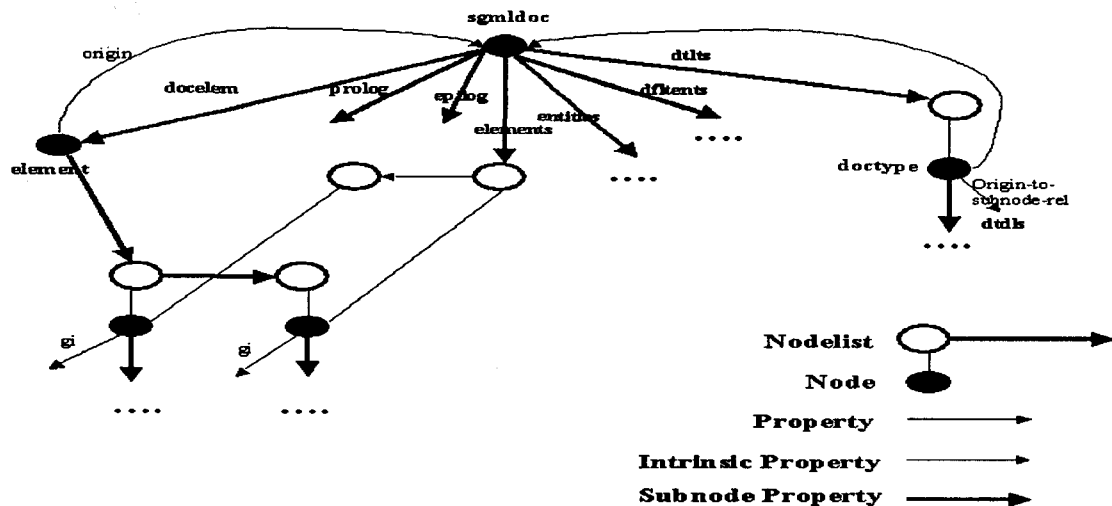 sgmldoc
origin
dtlts
docelem
prolog
epilog
dfltents
elements
entities
element
doctype
Origin-to-
subnode-rel
dtdls
gi
gi
Nodelist
Node
Property
Intrinsic Property
Subnode Property